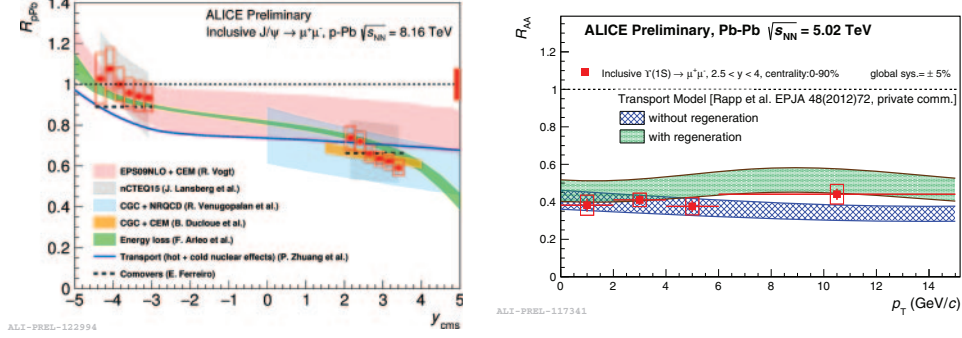 R_pPb
ALICE Preliminary
Inclusive J/ψ → μ⁺μ⁻, p-Pb √s_NN = 8.16 TeV
1.4
1.2
1
0.8
0.6
0.4
0.2
0
EPS09NLO + CEM (R. Vogt)
nCTEQ15 (J. Lansberg et al.)
CGC + NRQCD (R. Venugopalan et al.)
CGC + CEM (B. Ducloue et al.)
Energy loss (F. Arleo et al.)
Transport (hot + cold nuclear effects) (P. Zhuang et al.)
Comovers (E. Ferreiro)
−5 −4 −3 −2 −1 0 1 2 3 4 5
y_cms
ALI-PREL-122994
R_AA
ALICE Preliminary, Pb-Pb √s_NN = 5.02 TeV
Inclusive ϒ(1S) → μ⁺μ⁻, 2.5 < y < 4, centrality:0-90% global sys.= ± 5%
Transport Model [Rapp et al. EPJA 48(2012)72, private comm.]
without regeneration
with regeneration
1.4
1.2
1
0.8
0.6
0.4
0.2
0
0 2 4 6 8 10 12 14
p_T (GeV/c)
ALI-PREL-117341